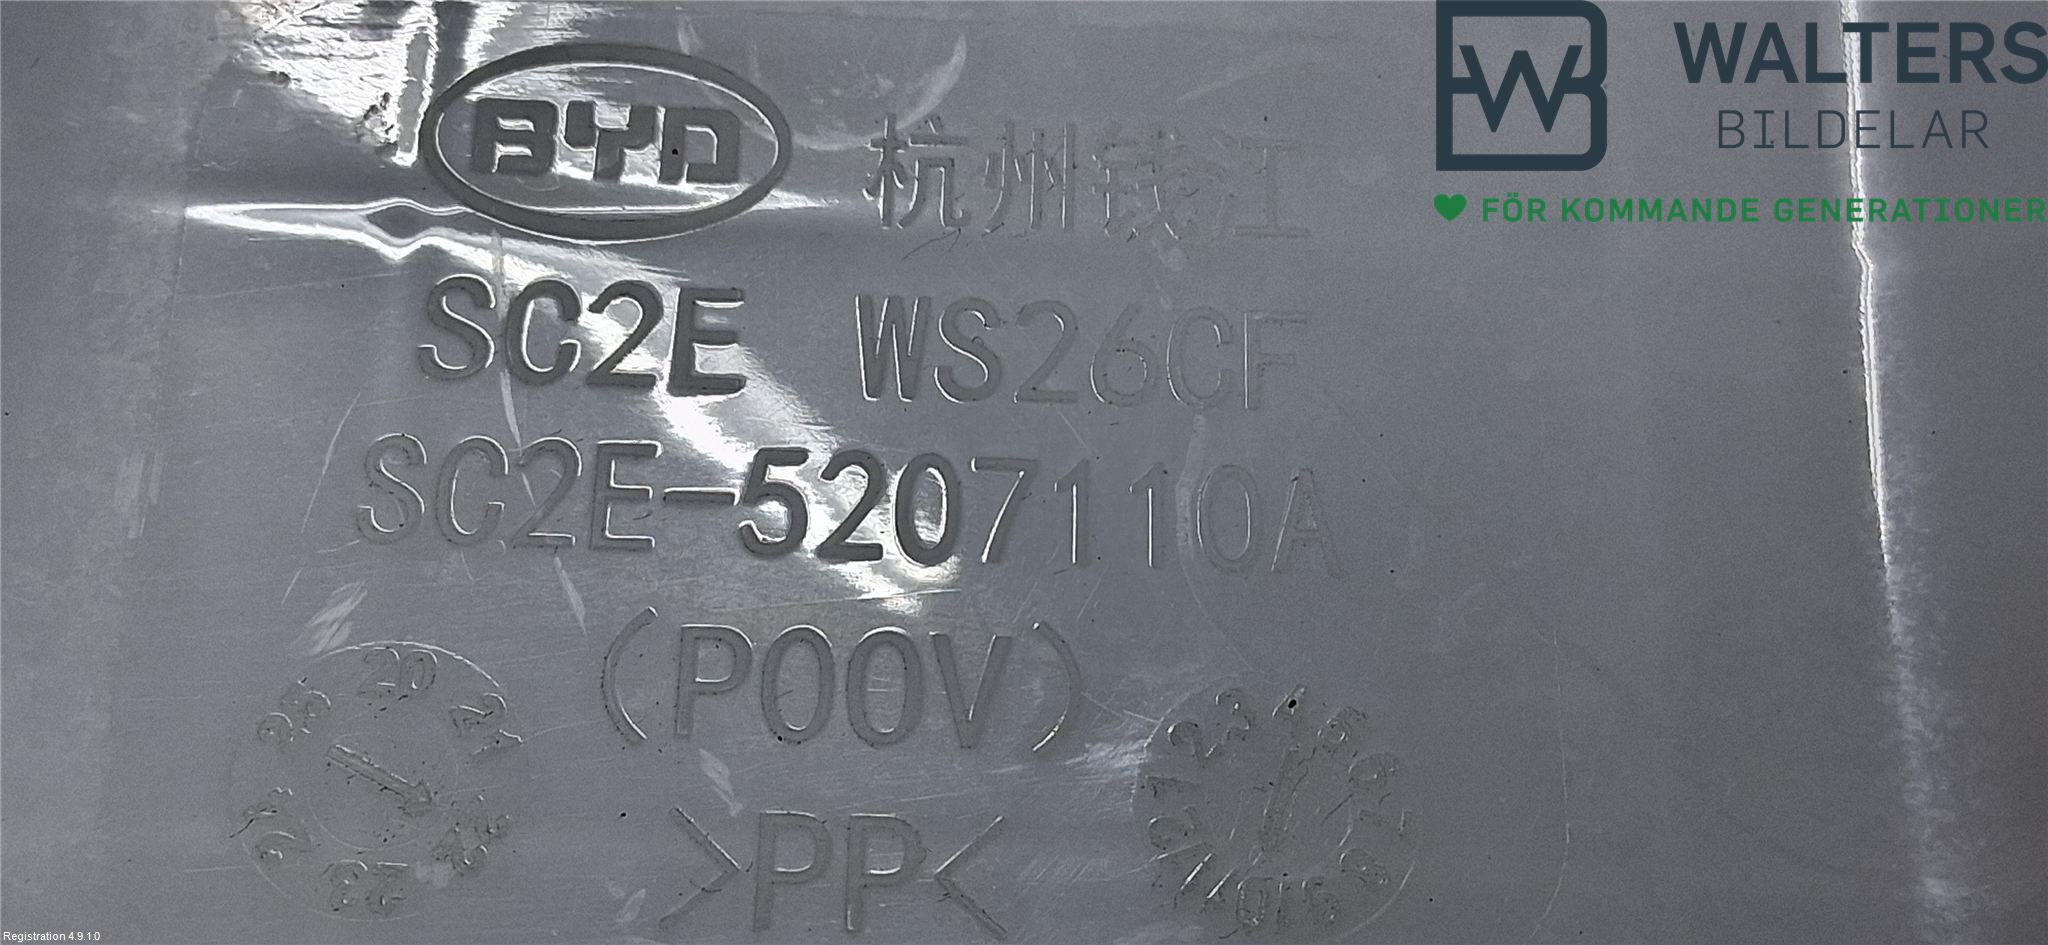 WALTERS
BILDELAR
FÖR KOMMANDE GENERATIONER
BYD
杭州钱江
SC2E WS26CF
SC2E-5207110A
(P00V)
>PP<
Registration 4.9.1.0